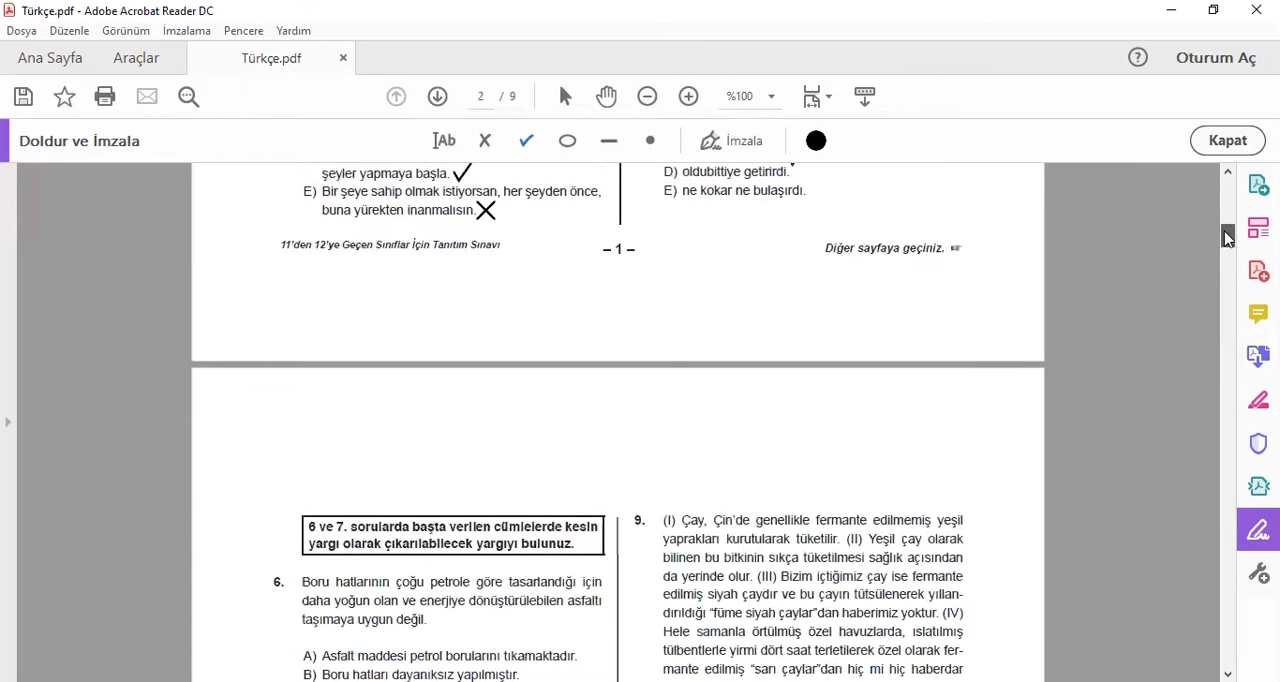 Türkçe.pdf - Adobe Acrobat Reader DC
Dosya Düzenle Görünüm İmzalama Pencere Yardım
Ana Sayfa Araçlar Türkçe.pdf × Oturum Aç
2 / 9 %100
Doldur ve İmzala Ab İmzala Kapat
şeyler yapmaya başla.
E) Bir şeye sahip olmak istiyorsan, her şeyden önce,
buna yürekten inanmalısın.
D) oldubittiye getirirdi.
E) ne kokar ne bulaşırdı.
11'den 12'ye Geçen Sınıflar İçin Tanıtım Sınavı
– 1 –
Diğer sayfaya geçiniz.
6 ve 7. sorularda başta verilen cümlelerde kesin
yargı olarak çıkarılabilecek yargıyı bulunuz.
6. Boru hatlarının çoğu petrole göre tasarlandığı için
daha yoğun olan ve enerjiye dönüştürülebilen asfaltı
taşımaya uygun değil.
A) Asfalt maddesi petrol borularını tıkamaktadır.
B) Boru hatları dayanıksız yapılmıştır.
9. (I) Çay, Çin'de genellikle fermante edilmemiş yeşil
yaprakları kurutularak tüketilir. (II) Yeşil çay olarak
bilinen bu bitkinin sıkça tüketilmesi sağlık açısından
da yerinde olur. (III) Bizim içtiğimiz çay ise fermante
edilmiş siyah çaydır ve bu çayın tütsülenerek yıllan-
dırıldığı "füme siyah çaylar"dan haberimiz yoktur. (IV)
Hele samanla örtülmüş özel havuzlarda, ıslatılmış
tülbentlerle yirmi dört saat terletilerek özel olarak fer-
mante edilmiş "sarı çaylar"dan hiç mi hiç haberdar